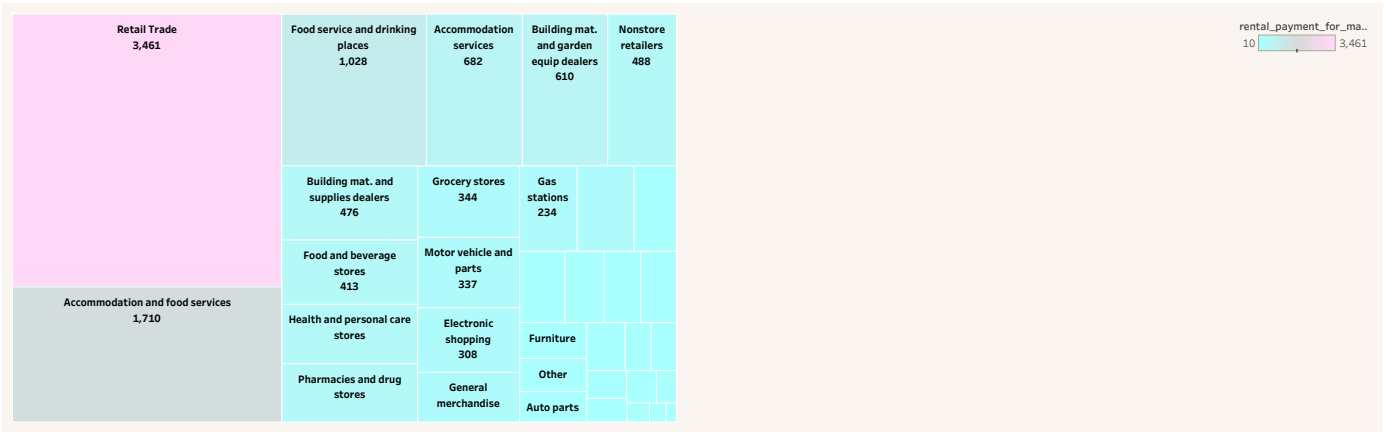 Retail Trade
3,461
Food service and drinking
places
1,028
Accommodation
services
682
Building mat.
and garden
equip dealers
610
Nonstore
retailers
488
rental_payment_for_ma..
10
3,461
Building mat. and
supplies dealers
476
Grocery stores
344
Gas
stations
234
Food and beverage
stores
413
Motor vehicle and
parts
337
Accommodation and food services
1,710
Health and personal care
stores
Electronic
shopping
308
Furniture
Pharmacies and drug
stores
General
merchandise
Other
Auto parts